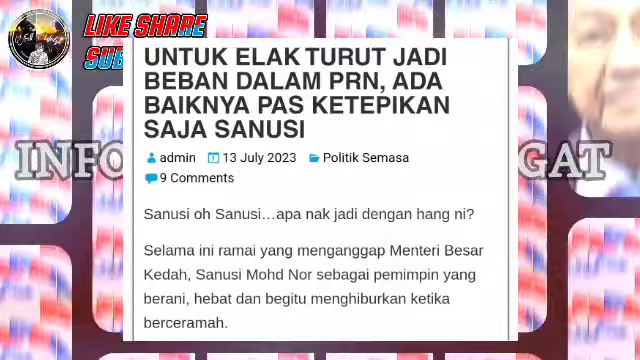 LIKE SHARE
SUB
UNTUK ELAK TURUT JADI
BEBAN DALAM PRN, ADA
BAIKNYA PAS KETEPIKAN
SAJA SANUSI
admin 13 July 2023 Politik Semasa
9 Comments
INFO GAT
Sanusi oh Sanusi…apa nak jadi dengan hang ni?
Selama ini ramai yang menganggap Menteri Besar
Kedah, Sanusi Mohd Nor sebagai pemimpin yang
berani, hebat dan begitu menghiburkan ketika
berceramah.